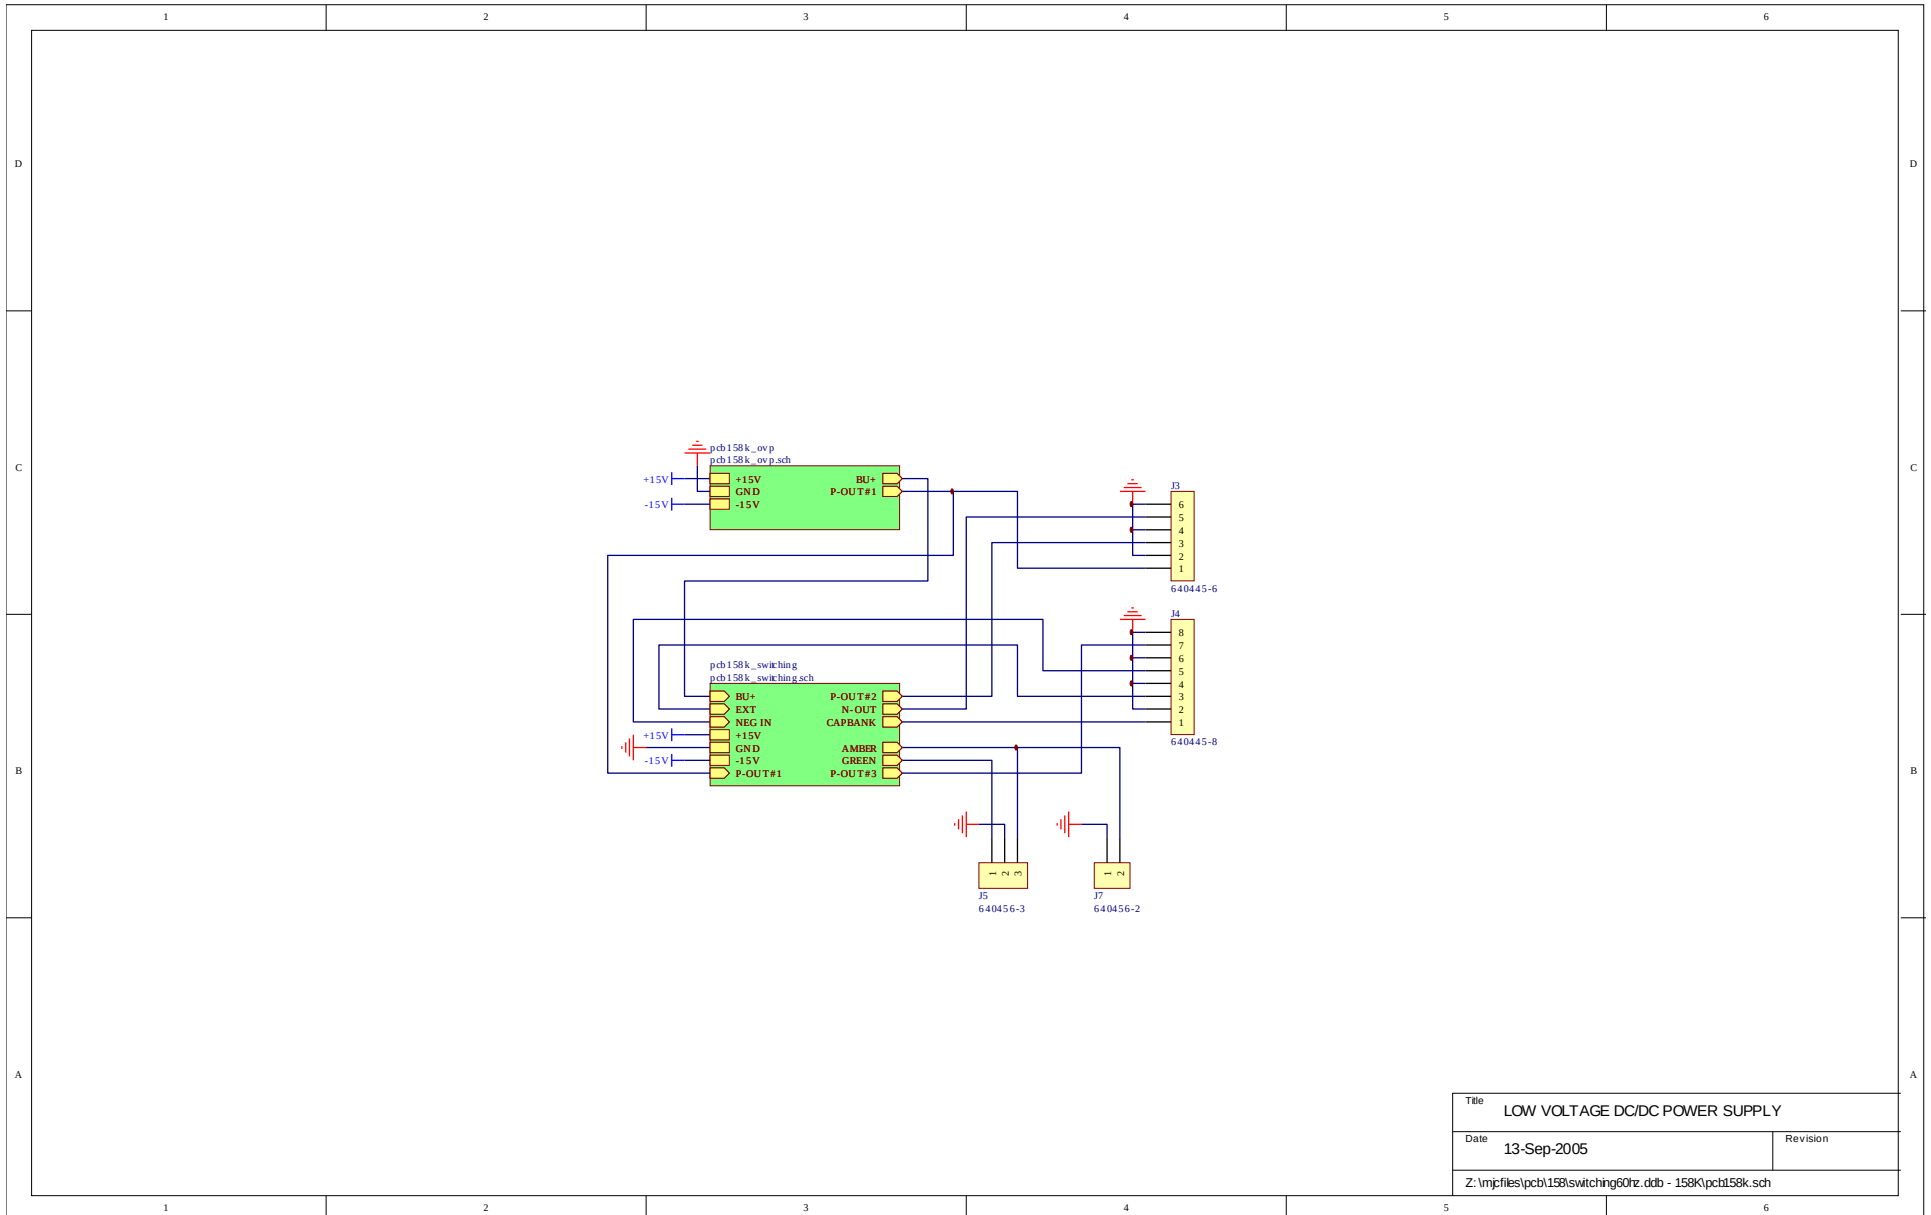 1 2 3 4 5 6
D D
C C
pcb158k_ovp
pcb158k_ovp.sch
+15V +15V BU+
GND P-OUT#1
-15V -15V
J3
6
5
4
3
2
1
640445-6
J4
8
7
6
5
4
3
2
1
640445-8
pcb158k_switching
pcb158k_switching.sch
BU+ P-OUT#2
EXT N-OUT
NEG IN CAPBANK
+15V +15V
GND AMBER
-15V -15V GREEN
P-OUT#1 P-OUT#3
B B
1 2 3
J5
640456-3
1 2
J7
640456-2
A A
Title
LOW VOLTAGE DC/DC POWER SUPPLY
Date
13-Sep-2005
Revision
Z:\mjcfiles\pcb\158\switching60hz.ddb - 158K\pcb158k.sch
1 2 3 4 5 6